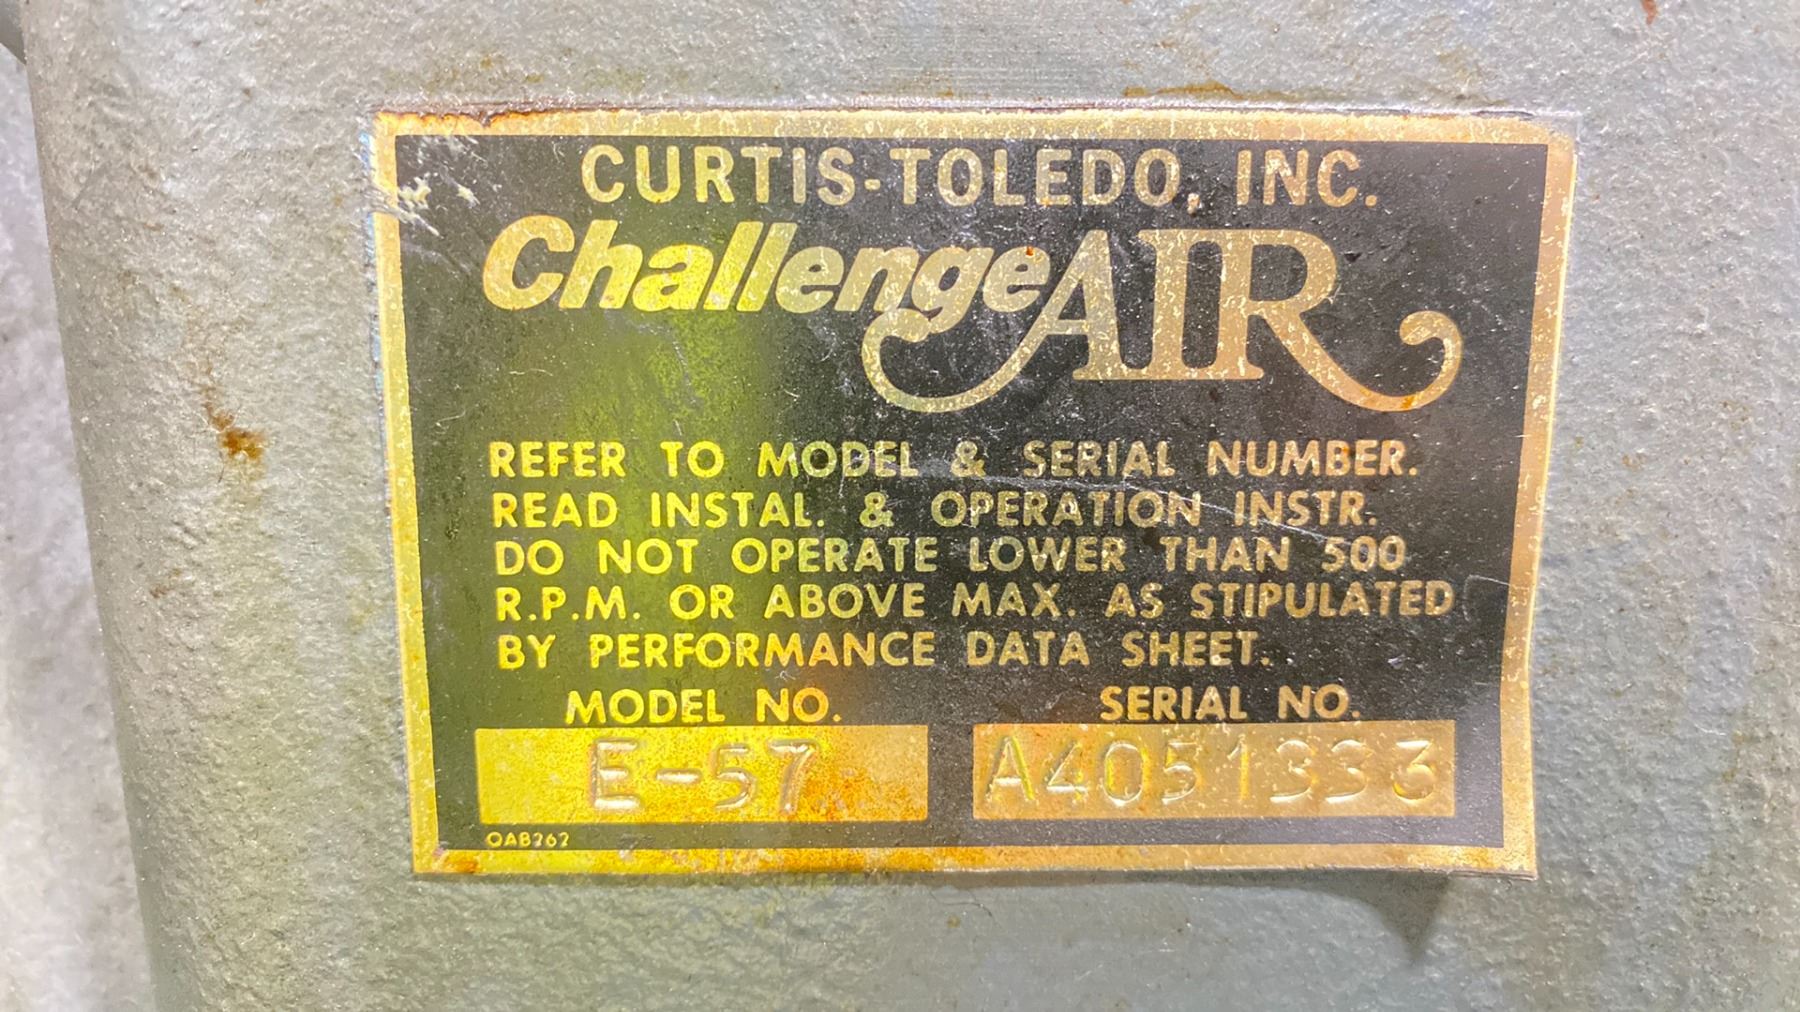 CURTIS-TOLEDO, INC.
ChallengeAIR
REFER TO MODEL & SERIAL NUMBER.
READ INSTAL. & OPERATION INSTR.
DO NOT OPERATE LOWER THAN 500
R.P.M. OR ABOVE MAX. AS STIPULATED
BY PERFORMANCE DATA SHEET.
MODEL NO. SERIAL NO.
E-57 A4051333
OAB262